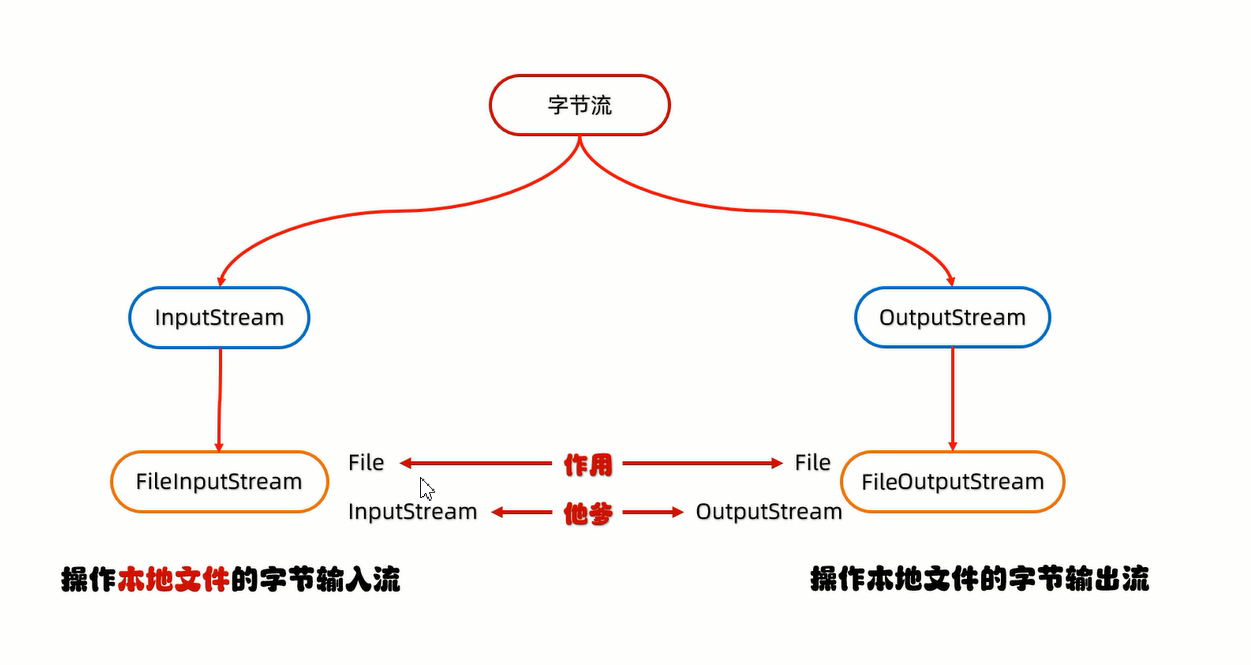 字节流
InputStream
OutputStream
FileInputStream
File
作用
File
FileOutputStream
InputStream
他爹
OutputStream
操作本地文件的字节输入流
操作本地文件的字节输出流